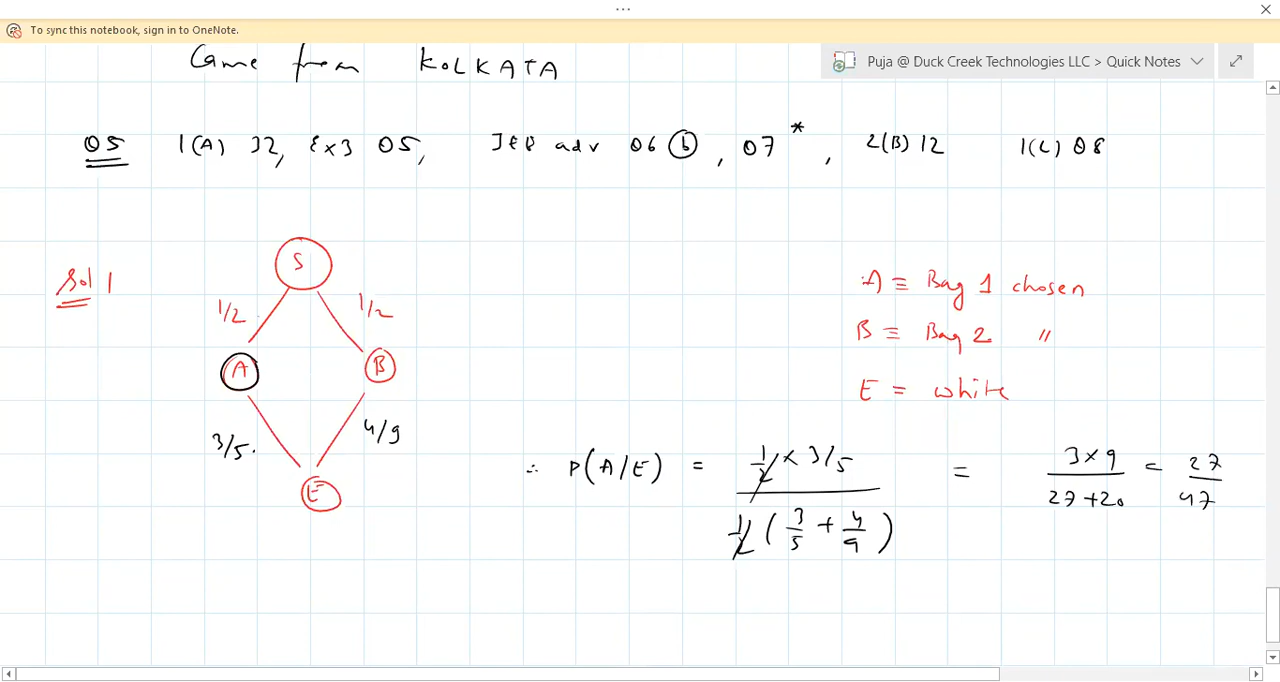 ...
To sync this notebook, sign in to OneNote.
Came from KOLKATA
Puja @ Duck Creek Technologies LLC > Quick Notes
05 1(A) 32, Ex3 05, JEE adv 06 b, 07*, 2(B) 12 1(C) 08
Sol 1
S
1/2 1/2
A B
3/5. 4/9
E
A ≡ Bag 1 chosen
B ≡ Bag 2 "
E = white
∴ P(A/E) = 1/2 × 3/5 / 1/2 (3/5 + 4/9) = 3×9 / 27+20 = 27/47